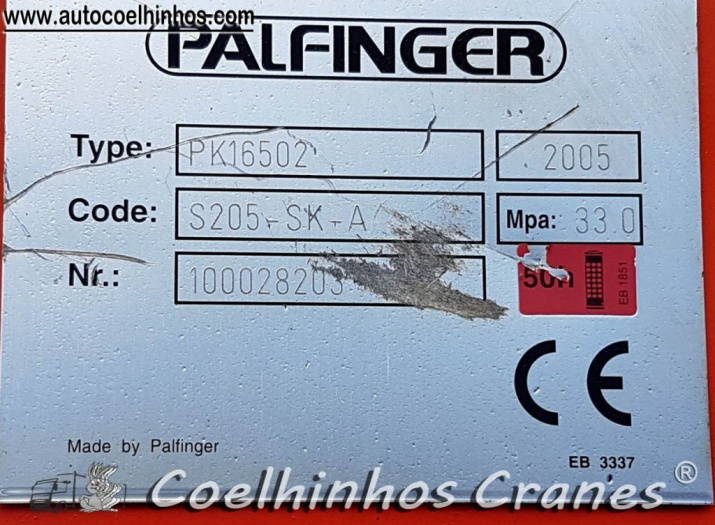 www.autocoelhinhos.com
PALFINGER
Type: PK16502 2005
Code: S205-SK-A Mpa: 33.0
Nr.: 100028203
50h EB 1851
CE
Made by Palfinger
EB 3337
Coelhinhos Cranes ®